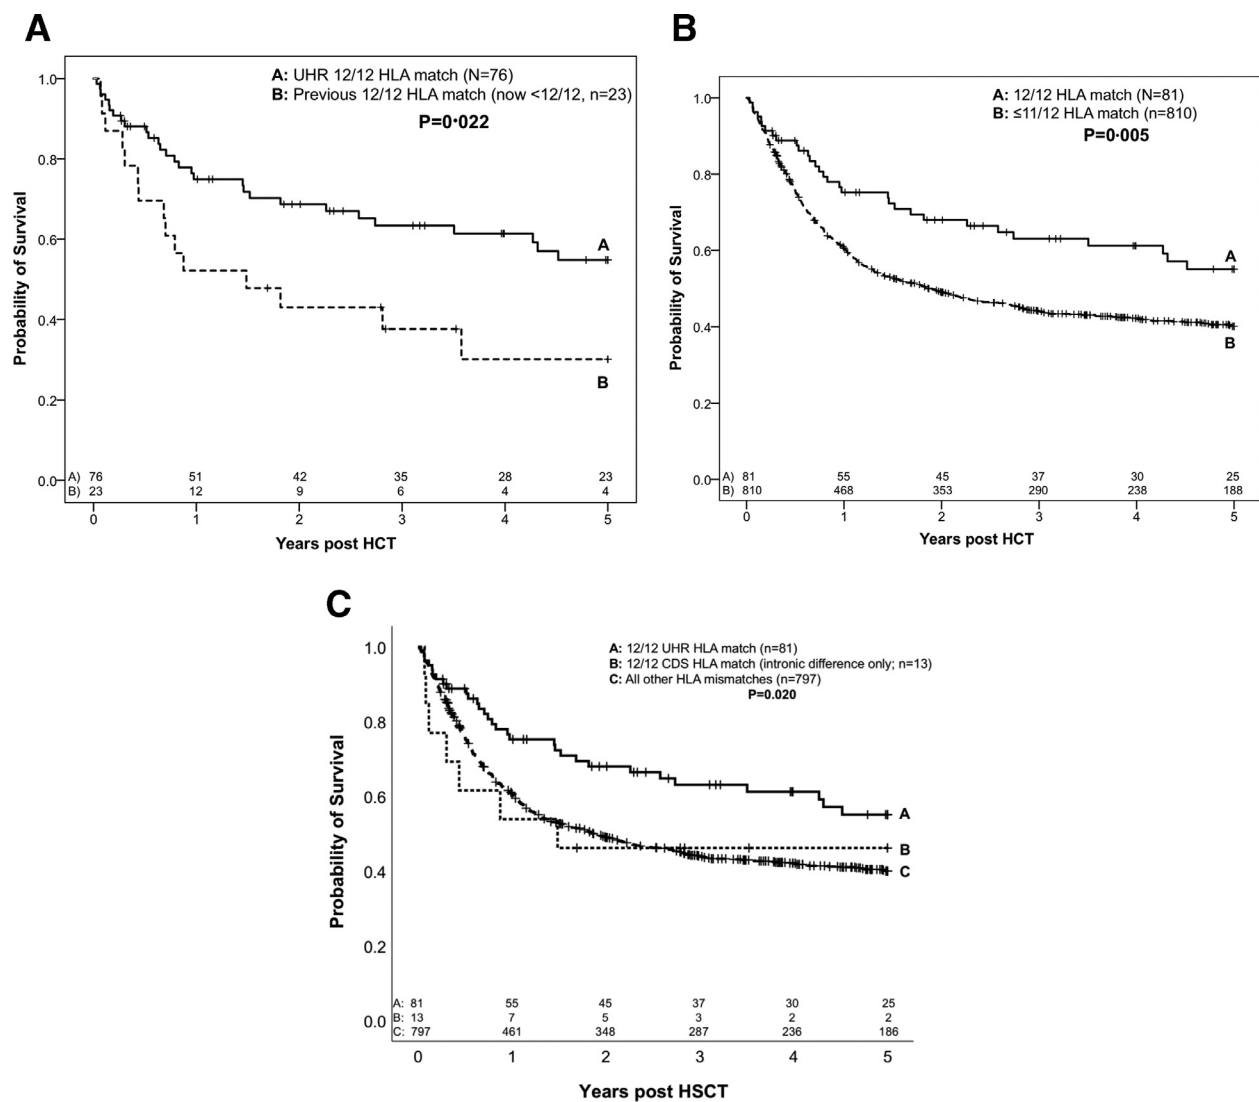 A
A: UHR 12/12 HLA match (N=76)
B: Previous 12/12 HLA match (now <12/12, n=23)
P=0·022
Probability of Survival
1.0
0.8
0.6
0.4
0.2
0.0
A
B
A) 76 51 42 35 28 23
B) 23 12 9 6 4 4
0 1 2 3 4 5
Years post HCT
B
A: 12/12 HLA match (N=81)
B: ≤11/12 HLA match (n=810)
P=0·005
Probability of Survival
1.0
0.8
0.6
0.4
0.2
0.0
A
B
A) 81 55 45 37 30 25
B) 810 468 353 290 238 188
0 1 2 3 4 5
Years post HCT
C
A: 12/12 UHR HLA match (n=81)
B: 12/12 CDS HLA match (intronic difference only; n=13)
C: All other HLA mismatches (n=797)
P=0.020
Probability of Survival
1.0
0.8
0.6
0.4
0.2
0.0
A
B
C
A: 81 55 45 37 30 25
B: 13 7 5 3 2 2
C: 797 461 348 287 236 186
0 1 2 3 4 5
Years post HSCT